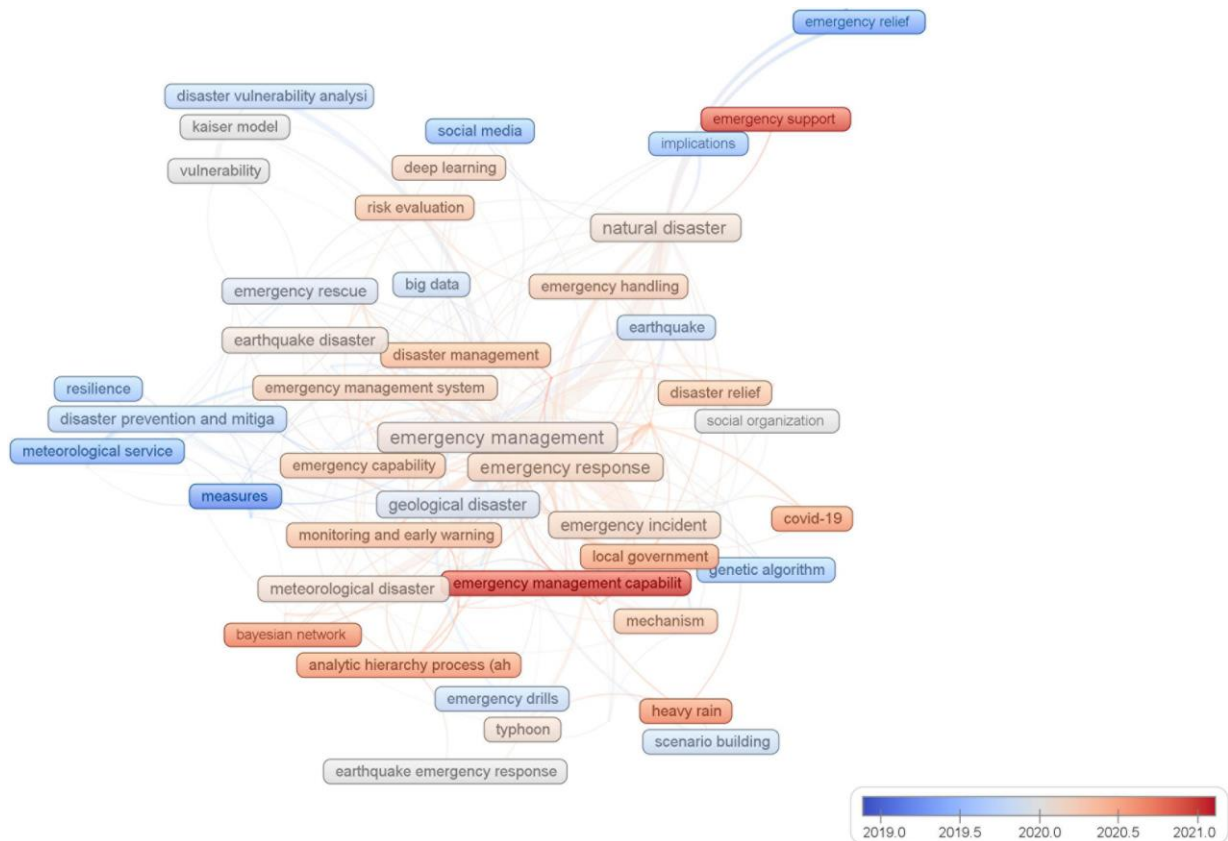 emergency relief
disaster vulnerability analysi
emergency support
kaiser model
social media
implications
deep learning
vulnerability
risk evaluation
natural disaster
big data
emergency rescue
emergency handling
earthquake
earthquake disaster
disaster management
resilience
emergency management system
disaster relief
disaster prevention and mitiga
social organization
emergency management
meteorological service
emergency capability
emergency response
measures
geological disaster
covid-19
emergency incident
monitoring and early warning
local government
genetic algorithm
emergency management capabilit
meteorological disaster
mechanism
bayesian network
analytic hierarchy process (ah
emergency drills
heavy rain
typhoon
scenario building
earthquake emergency response
2019.0 2019.5 2020.0 2020.5 2021.0